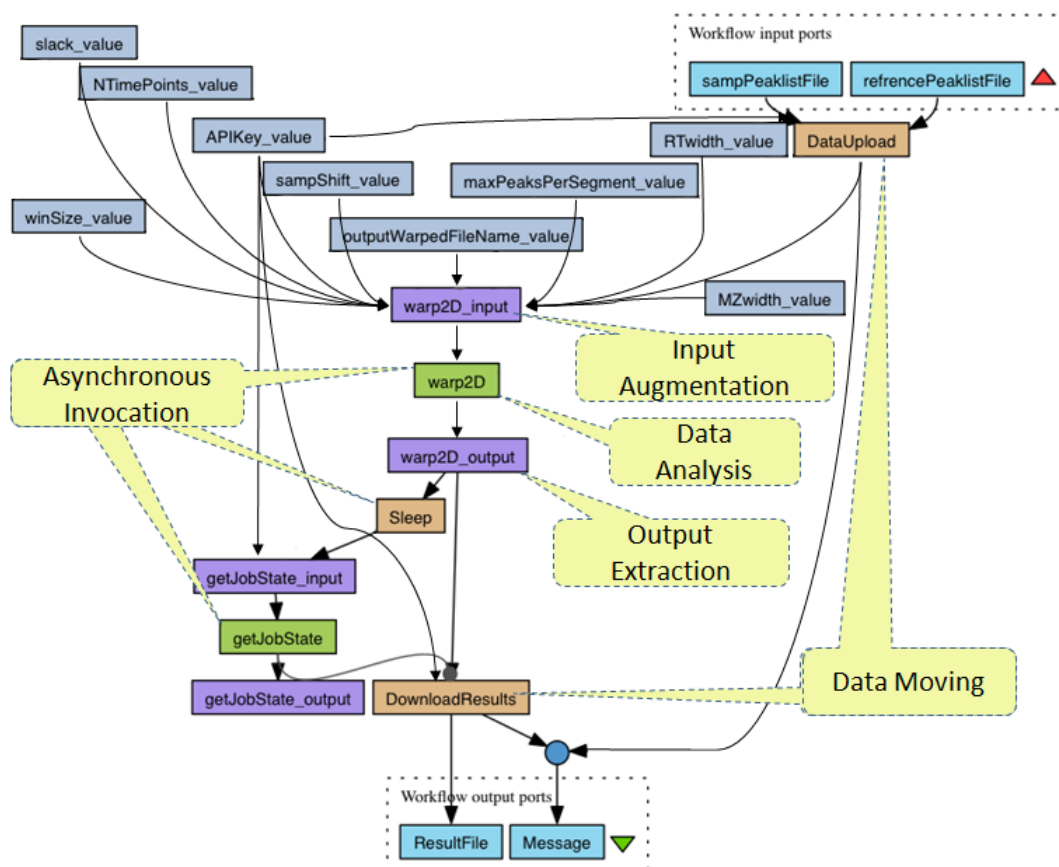 slack_value
Workflow input ports
NTimePoints_value
sampPeaklistFile
refrencePeaklistFile
APIKey_value
RTwidth_value
DataUpload
sampShift_value
maxPeaksPerSegment_value
winSize_value
outputWarpedFileName_value
warp2D_input
MZwidth_value
Input
Augmentation
Asynchronous
Invocation
warp2D
Data
Analysis
warp2D_output
Sleep
Output
Extraction
getJobState_input
getJobState
getJobState_output
DownloadResults
Data Moving
Workflow output ports
ResultFile
Message